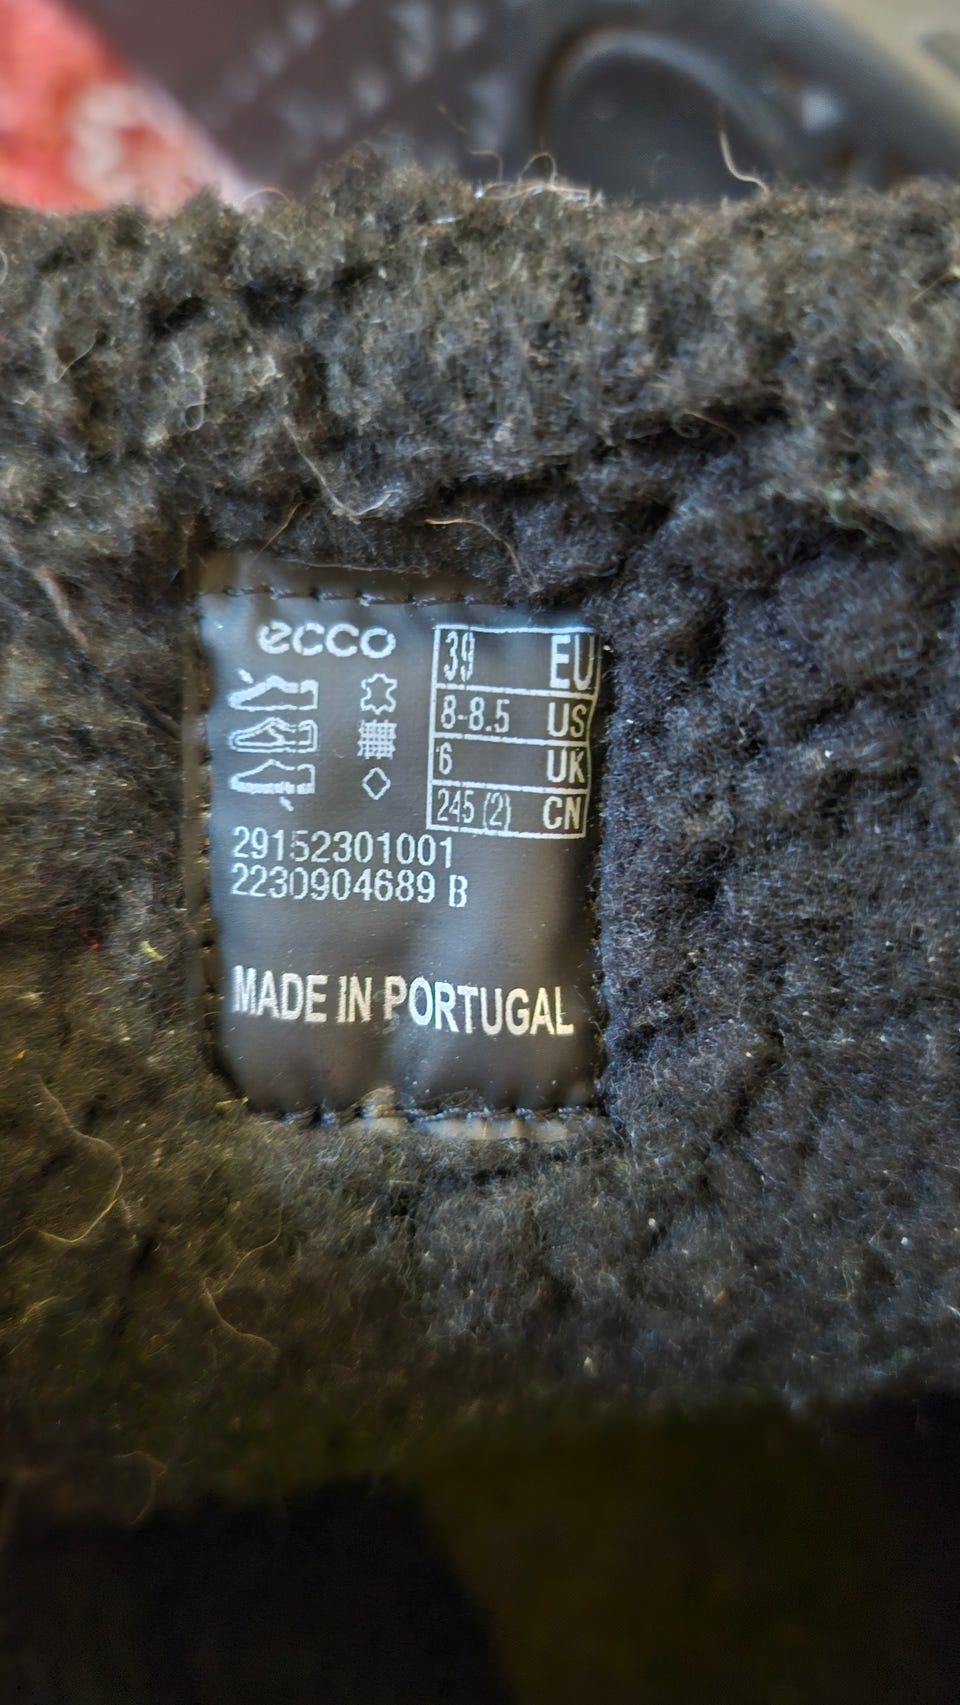 ecco
39 EU
8-8.5 US
6 UK
245 (2) CN
29152301001
2230904689 B
MADE IN PORTUGAL